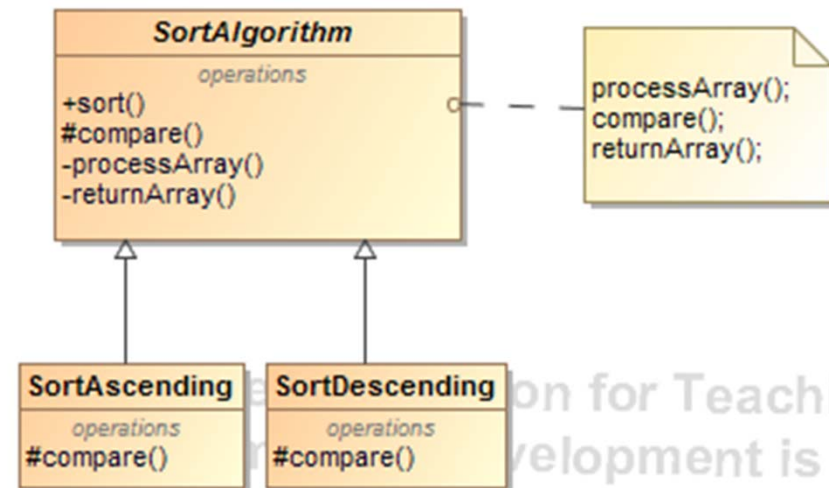 SortAlgorithm
operations
+sort()
#compare()
-processArray()
-returnArray()
processArray();
compare();
returnArray();
SortAscending
operations
#compare()
SortDescending
operations
#compare()
on for Teach
velopment is